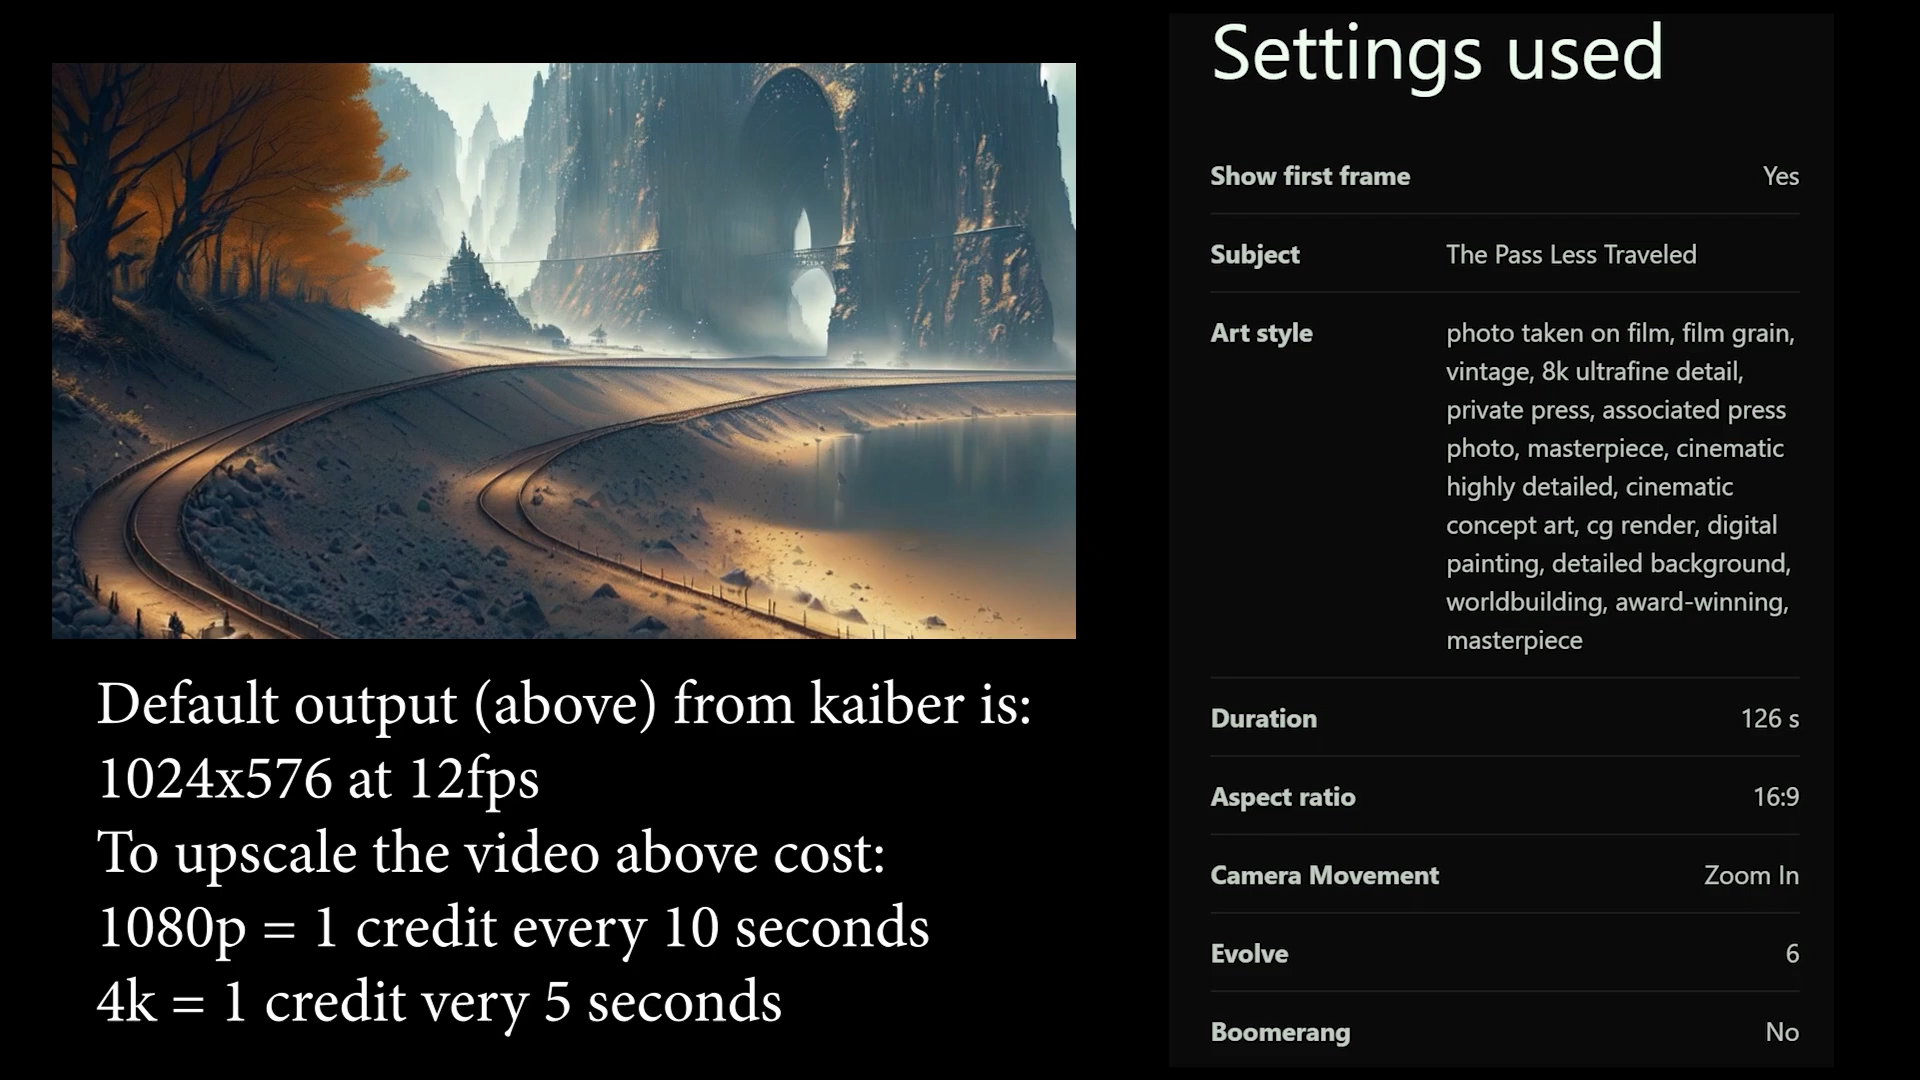 Settings used
Show first frame Yes
Subject The Pass Less Traveled
Art style photo taken on film, film grain,
vintage, 8k ultrafine detail,
private press, associated press
photo, masterpiece, cinematic
highly detailed, cinematic
concept art, cg render, digital
painting, detailed background,
worldbuilding, award-winning,
masterpiece
Duration 126 s
Aspect ratio 16:9
Camera Movement Zoom In
Evolve 6
Boomerang No
Default output (above) from kaiber is:
1024x576 at 12fps
To upscale the video above cost:
1080p = 1 credit every 10 seconds
4k = 1 credit very 5 seconds